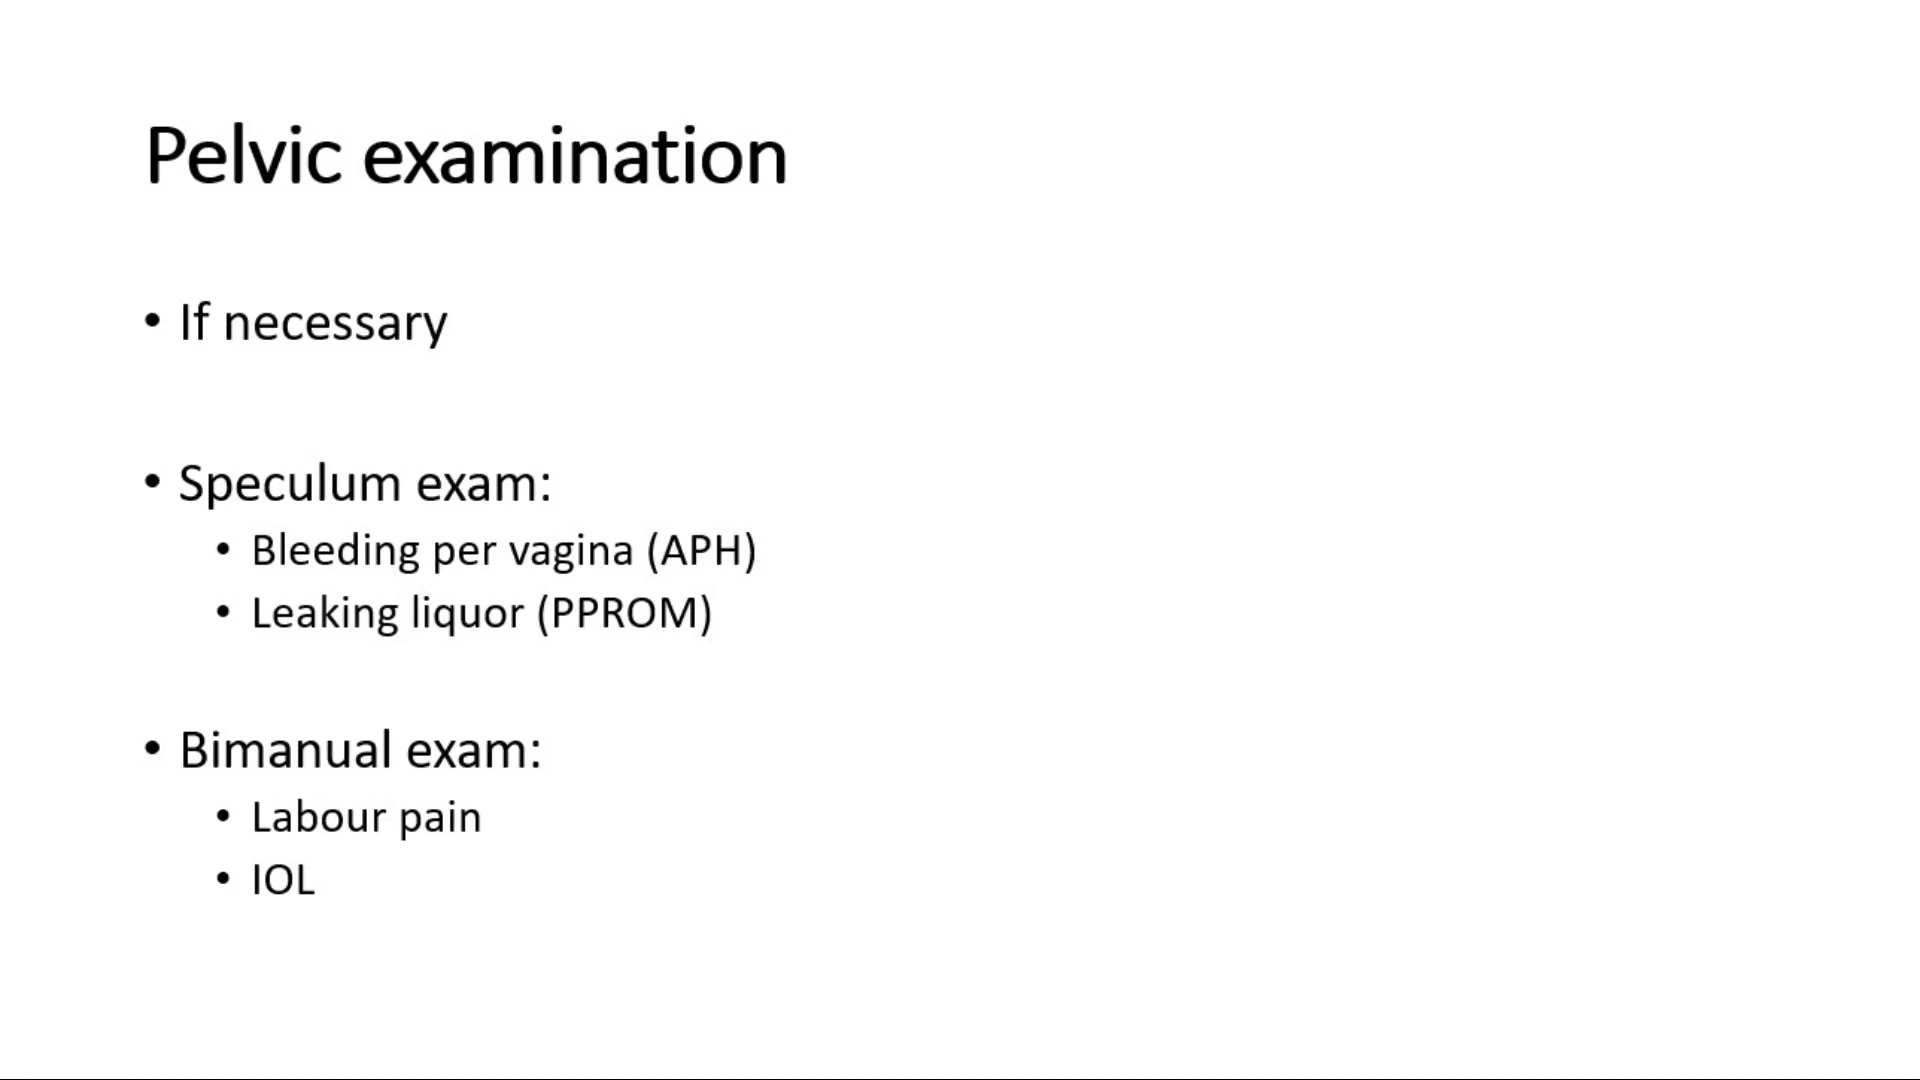 Pelvic examination
• If necessary
• Speculum exam:
• Bleeding per vagina (APH)
• Leaking liquor (PPROM)
• Bimanual exam:
• Labour pain
• IOL